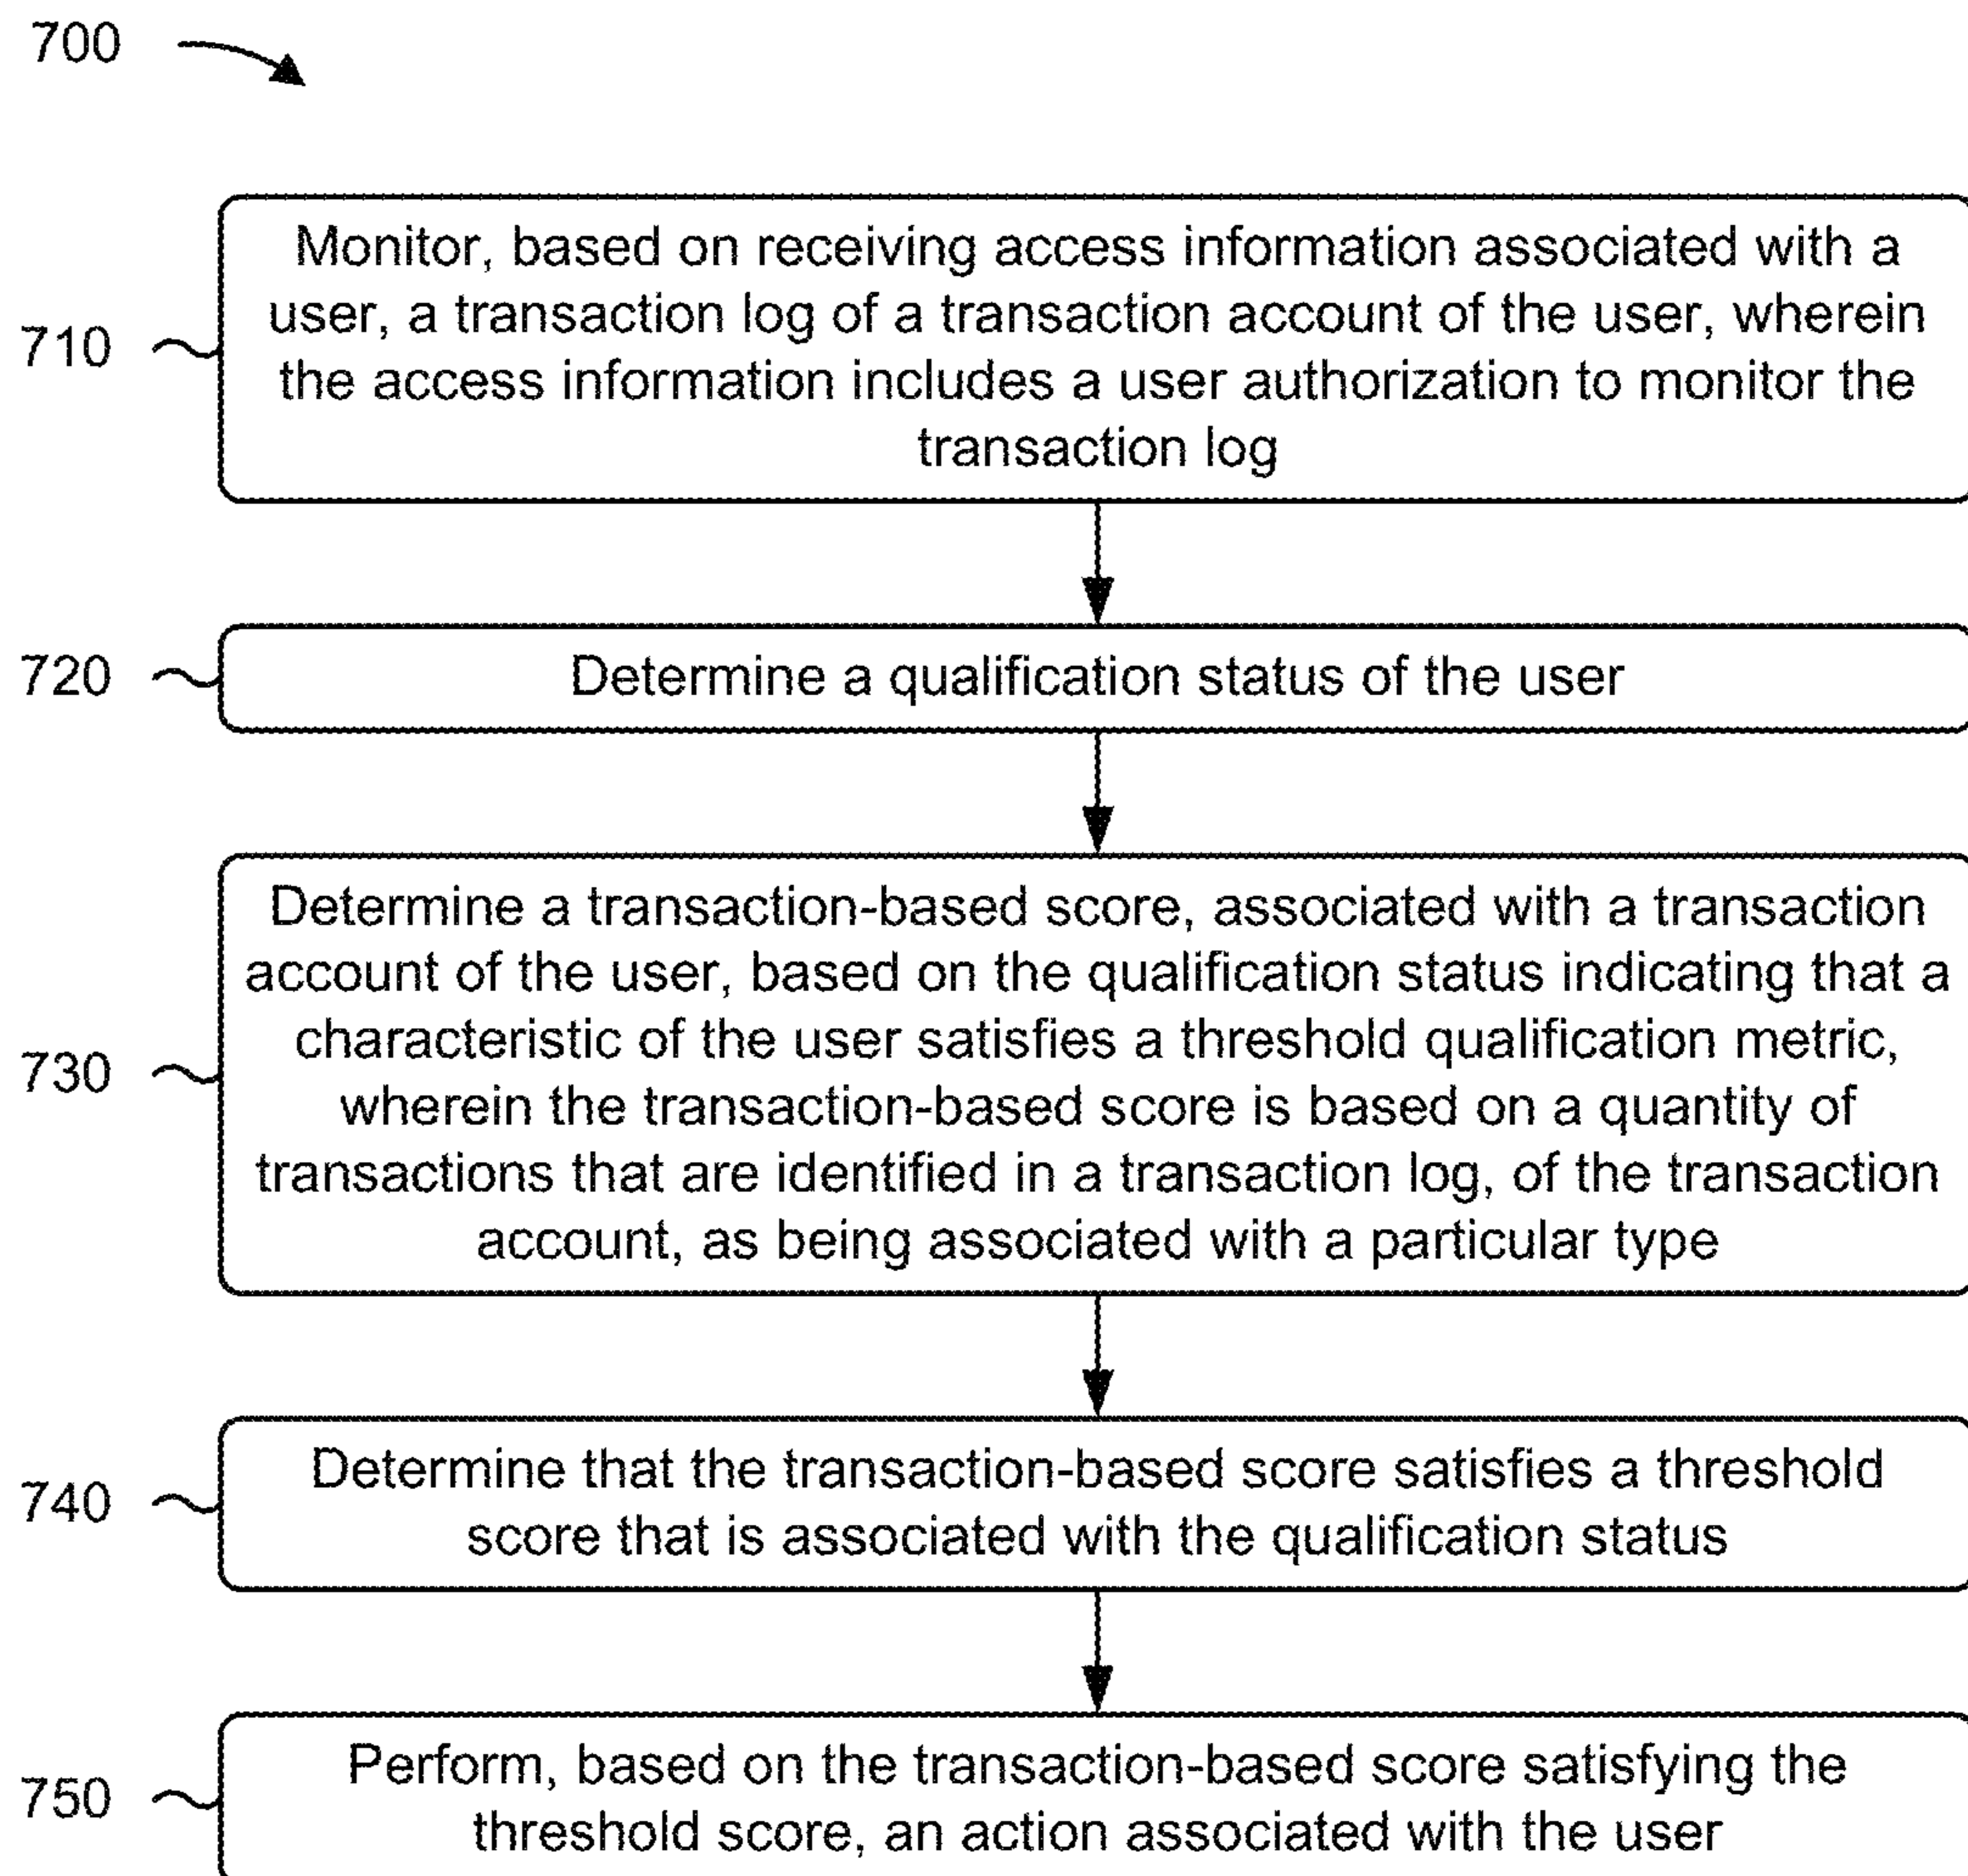 700
710
Monitor, based on receiving access information associated with a
user, a transaction log of a transaction account of the user, wherein
the access information includes a user authorization to monitor the
transaction log
720
Determine a qualification status of the user
730
Determine a transaction-based score, associated with a transaction
account of the user, based on the qualification status indicating that a
characteristic of the user satisfies a threshold qualification metric,
wherein the transaction-based score is based on a quantity of
transactions that are identified in a transaction log, of the transaction
account, as being associated with a particular type
740
Determine that the transaction-based score satisfies a threshold
score that is associated with the qualification status
750
Perform, based on the transaction-based score satisfying the
threshold score, an action associated with the user